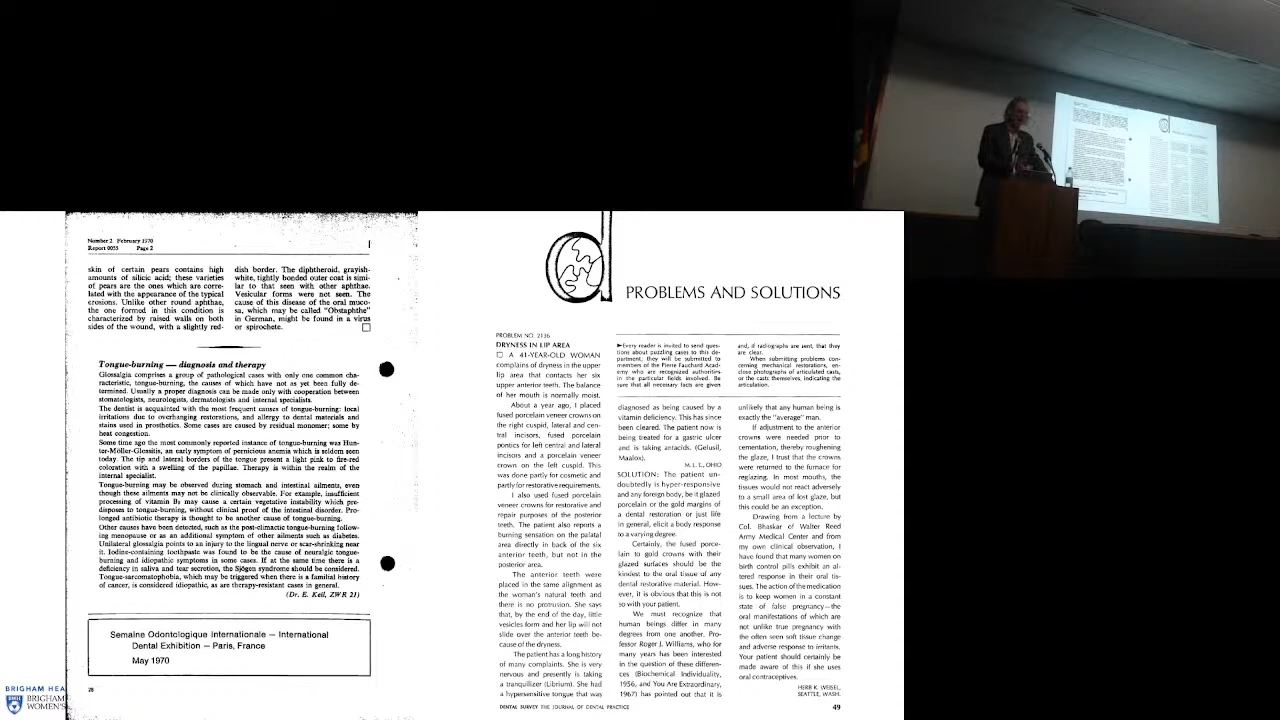 Number 2 February 1970
Report 0053 Page 2
skin of certain pears contains high
amounts of silicic acid; these varieties
of pears are the ones which are corre-
lated with the appearance of the typical
erosions. Unlike other round aphthae,
the one formed in this condition is
characterized by raised walls on both
sides of the wound, with a slightly red-
dish border. The diphtheroid, grayish-
white, tightly bonded outer coat is simi-
lar to that seen with other aphthae.
Vesicular forms were not seen. The
cause of this disease of the oral muco-
sa, which may be called "Obstaphthe"
in German, might be found in a virus
or spirochete.
Tongue-burning — diagnosis and therapy
Glossalgia comprises a group of pathological cases with only one common cha-
racteristic, tongue-burning, the causes of which have not as yet been fully de-
termined. Usually a proper diagnosis can be made only with cooperation between
stomatologists, neurologists, dermatologists and internal specialists.
The dentist is acquainted with the most frequent causes of tongue-burning: local
irritations due to overhanging restorations, and allergy to dental materials and
stains used in prosthetics. Some cases are caused by residual monomer; some by
heat congestion.
Some time ago the most commonly reported instance of tongue-burning was Hun-
ter-Möller-Glossitis, an early symptom of pernicious anemia which is seldom seen
today. The tip and lateral borders of the tongue present a light pink to fire-red
coloration with a swelling of the papillae. Therapy is within the realm of the
internal specialist.
Tongue-burning may be observed during stomach and intestinal ailments, even
though these ailments may not be clinically observable. For example, insufficient
processing of vitamin B₂ may cause a certain vegetative instability which pre-
disposes to tongue-burning, without clinical proof of the intestinal disorder. Pro-
longed antibiotic therapy is thought to be another cause of tongue-burning.
Other causes have been detected, such as the post-climactic tongue-burning follow-
ing menopause or as an additional symptom of other ailments such as diabetes.
Unilateral glossalgia points to an injury to the lingual nerve or scar-shrinking near
it. Iodine-containing toothpaste was found to be the cause of neuralgic tongue-
burning and idiopathic symptoms in some cases. If at the same time there is a
deficiency in saliva and tear secretion, the Sjögen syndrome should be considered.
Tongue-sarcomatophobia, which may be triggered when there is a familial history
of cancer, is considered idiopathic, as are therapy-resistant cases in general.
(Dr. E. Keil, ZWR 21)
Semaine Odontologique Internationale — International
Dental Exhibition — Paris, France
May 1970
28
BRIGHAM HEA
BRIGHAM
WOMEN'S
d
PROBLEMS AND SOLUTIONS
PROBLEM NO. 2136
DRYNESS IN LIP AREA
A 41-YEAR-OLD WOMAN
complains of dryness in the upper
lip area that contacts her six
upper anterior teeth. The balance
of her mouth is normally moist.
About a year ago, I placed
fused porcelain veneer crowns on
the right cuspid, lateral and cen-
tral incisors, fused porcelain
pontics for left central and lateral
incisors and a porcelain veneer
crown on the left cuspid. This
was done partly for cosmetic and
partly for restorative requirements.
I also used fused porcelain
veneer crowns for restorative and
repair purposes of the posterior
teeth. The patient also reports a
burning sensation on the palatal
area directly in back of the six
anterior teeth, but not in the
posterior area.
The anterior teeth were
placed in the same alignment as
the woman's natural teeth and
there is no protrusion. She says
that, by the end of the day, little
vesicles form and her lip will not
slide over the anterior teeth be-
cause of the dryness.
The patient has a long history
of many complaints. She is very
nervous and presently is taking
a tranquilizer (Librium). She had
a hypersensitive tongue that was
►Every reader is invited to send ques-
tions about puzzling cases to this de-
partment; they will be submitted to
members of the Pierre Fauchard Acad-
emy who are recognized authorities
in the particular fields involved. Be
sure that all necessary facts are given
and, if radiographs are sent, that they
are clear.
When submitting problems con-
cerning mechanical restorations, en-
close photographs of articulated casts,
or the casts themselves, indicating the
articulation.
diagnosed as being caused by a
vitamin deficiency. This has since
been cleared. The patient now is
being treated for a gastric ulcer
and is taking antacids. (Gelusil,
Maalox).
M. L. I., OHIO
SOLUTION: The patient un-
doubtedly is hyper-responsive
and any foreign body, be it glazed
porcelain or the gold margins of
a dental restoration or just life
in general, elicit a body response
to a varying degree.
Certainly, the fused porce-
lain to gold crowns with their
glazed surfaces should be the
kindest to the oral tissue of any
dental restorative material. How-
ever, it is obvious that this is not
so with your patient.
We must recognize that
human beings differ in many
degrees from one another. Pro-
fessor Roger J. Williams, who for
many years has been interested
in the question of these differen-
ces (Biochemical Individuality,
1956, and You Are Extraordinary,
1967) has pointed out that it is
unlikely that any human being is
exactly the "average" man.
If adjustment to the anterior
crowns were needed prior to
cementation, thereby roughening
the glaze, I trust that the crowns
were returned to the furnace for
reglazing. In most mouths, the
tissues would not react adversely
to a small area of lost glaze, but
this could be an exception.
Drawing from a lecture by
Col. Bhaskar of Walter Reed
Army Medical Center and from
my own clinical observation, I
have found that many women on
birth control pills exhibit an al-
tered response in their oral tis-
sues. The action of the medication
is to keep women in a constant
state of false pregnancy—the
oral manifestations of which are
not unlike true pregnancy with
the often seen soft tissue change
and adverse response to irritants.
Your patient should certainly be
made aware of this if she uses
oral contraceptives.
HERB K. WEISEL,
SEATTLE, WASH.
DENTAL SURVEY THE JOURNAL OF DENTAL PRACTICE
49